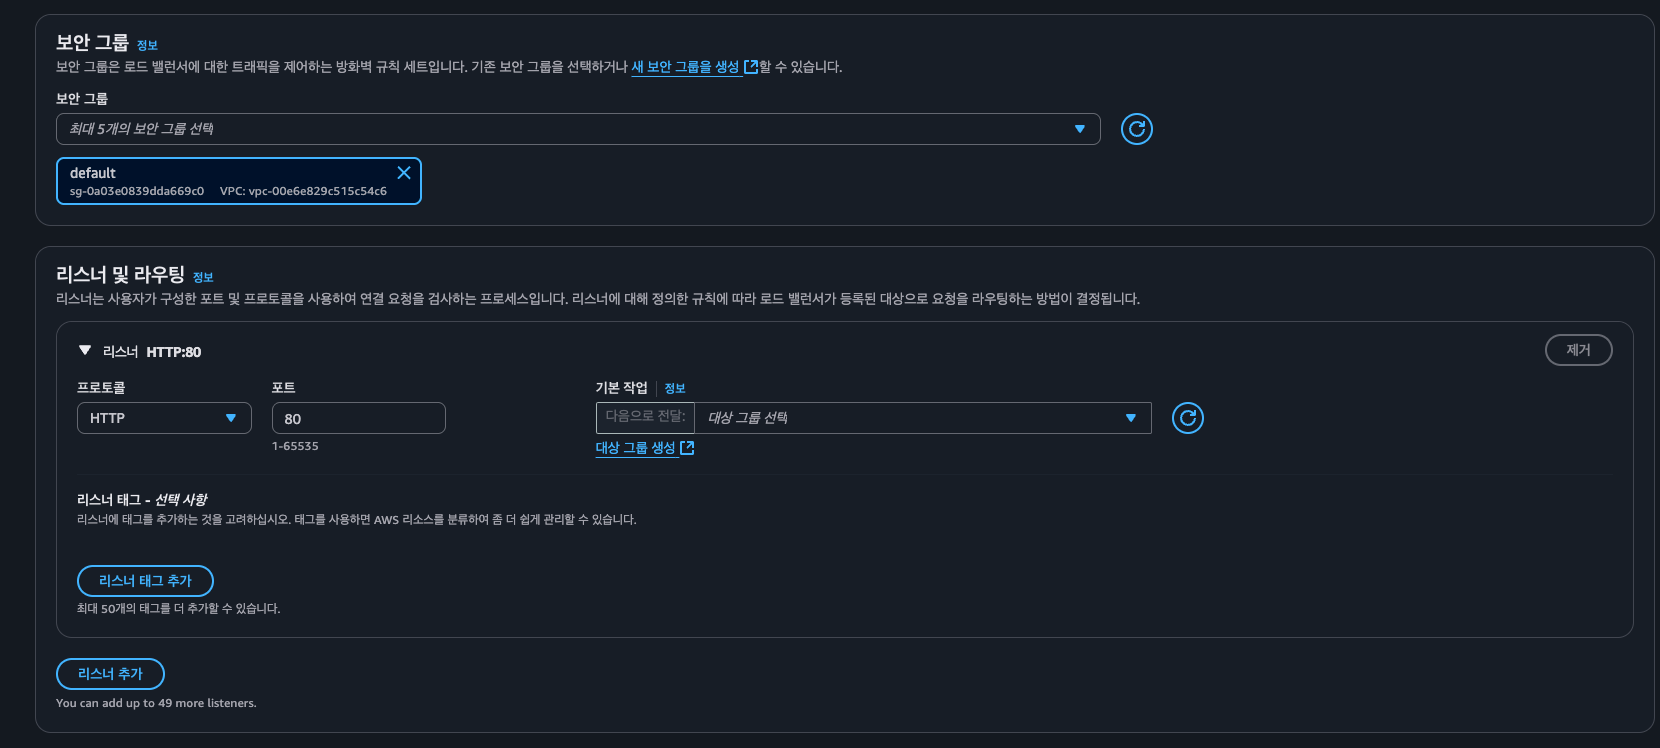 보안 그룹 정보
보안 그룹은 로드 밸런서에 대한 트래픽을 제어하는 방화벽 규칙 세트입니다. 기존 보안 그룹을 선택하거나 새 보안 그룹을 생성 할 수 있습니다.
보안 그룹
최대 5개의 보안 그룹 선택
default
sg-0a03e0839dda669c0 VPC: vpc-00e6e829c515c54c6
리스너 및 라우팅 정보
리스너는 사용자가 구성한 포트 및 프로토콜을 사용하여 연결 요청을 검사하는 프로세스입니다. 리스너에 대해 정의한 규칙에 따라 로드 밸런서가 등록된 대상으로 요청을 라우팅하는 방법이 결정됩니다.
리스너 HTTP:80 제거
프로토콜 포트 기본 작업 정보
HTTP 80 다음으로 전달: 대상 그룹 선택
1-65535 대상 그룹 생성
리스너 태그 - 선택 사항
리스너에 태그를 추가하는 것을 고려하십시오. 태그를 사용하면 AWS 리소스를 분류하여 좀 더 쉽게 관리할 수 있습니다.
리스너 태그 추가
최대 50개의 태그를 더 추가할 수 있습니다.
리스너 추가
You can add up to 49 more listeners.